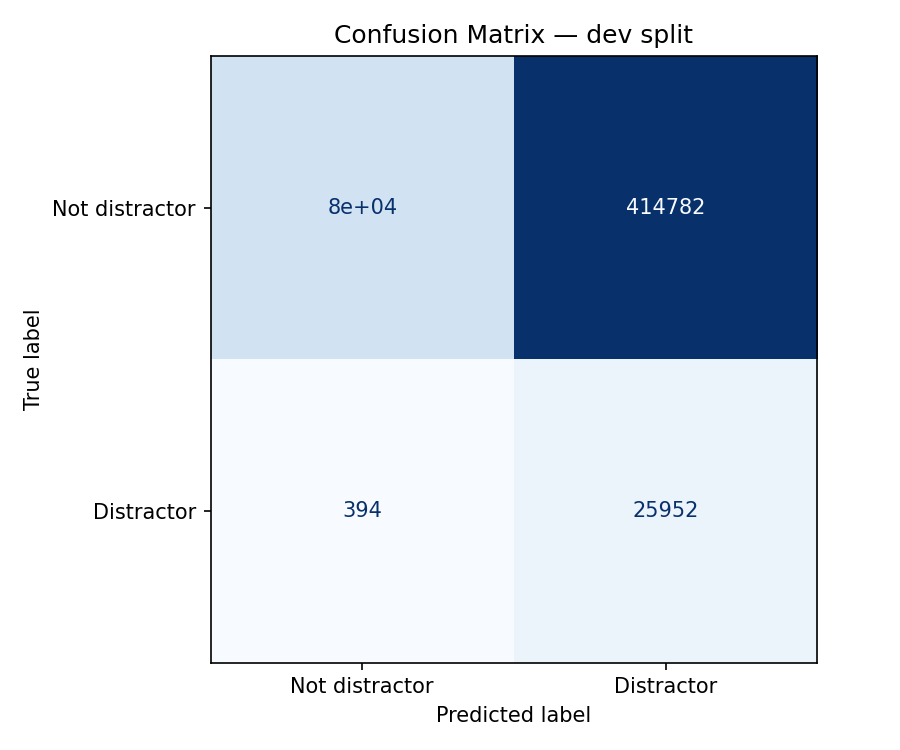 Confusion Matrix — dev split
Not distractor
8e+04
414782
True label
Distractor
394
25952
Not distractor
Distractor
Predicted label